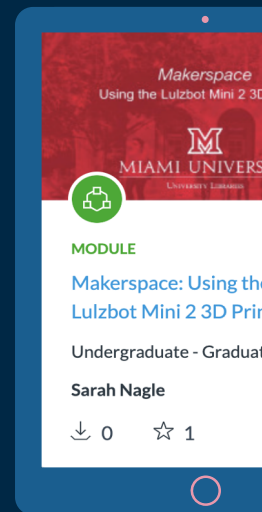 Makerspace
Using the Lulzbot Mini 2 3D
M
MIAMI UNIVERS
University Libraries
MODULE
Makerspace: Using the
Lulzbot Mini 2 3D Prin
Undergraduate - Graduat
Sarah Nagle
0 1